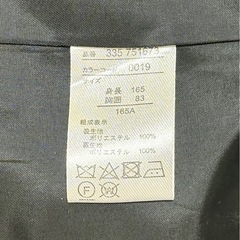 品番 335 751673
カラーコード 0019
サイズ
身長 165
胸囲 83
165A
組成表示
表生地
ポリエステル 100%
裏生地
ポリエステル 100%
F W